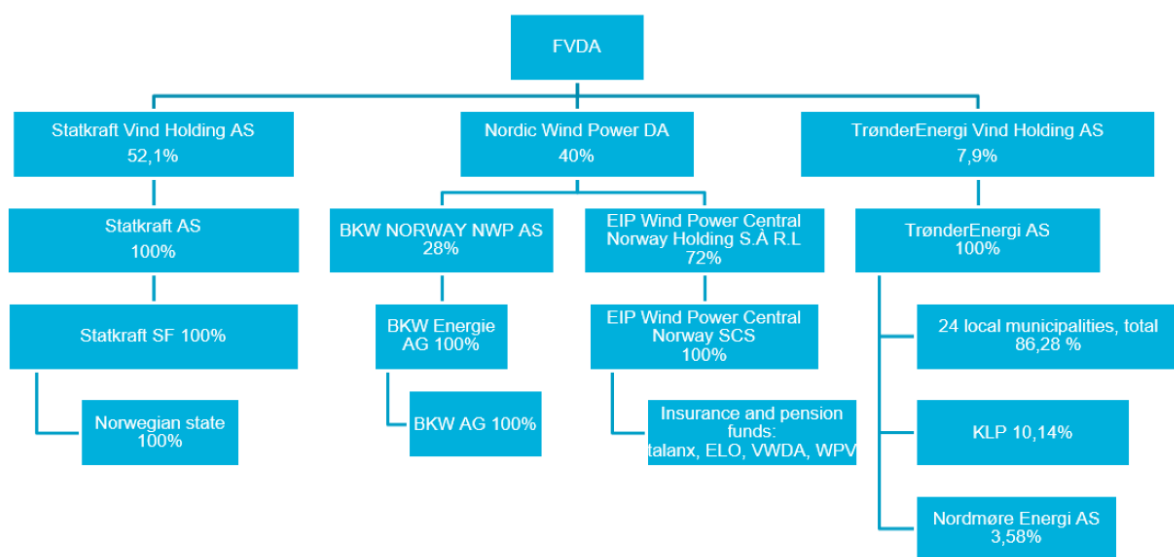 FVDA
Statkraft Vind Holding AS
52,1%
Nordic Wind Power DA
40%
TrønderEnergi Vind Holding AS
7,9%
Statkraft AS
100%
BKW NORWAY NWP AS
28%
EIP Wind Power Central
Norway Holding S.À R.L
72%
TrønderEnergi AS
100%
Statkraft SF 100%
BKW Energie
AG 100%
EIP Wind Power Central
Norway SCS
100%
24 local municipalities, total
86,28 %
Norwegian state
100%
BKW AG 100%
Insurance and pension
funds:
talanx, ELO, VWDA, WPV
KLP 10,14%
Nordmøre Energi AS
3,58%